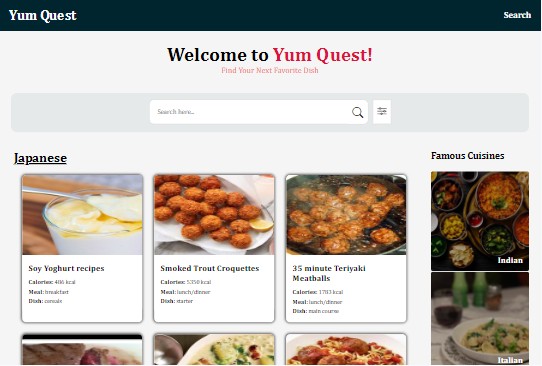 Yum Quest
Search
Welcome to Yum Quest!
Find Your Next Favorite Dish
Search here..
Japanese
Famous Cuisines
Soy Yoghurt recipes
Calories: 486 kcal
Meal: breakfast
Dish: cereals
Smoked Trout Croquettes
Calories: 5350 kcal
Meal: lunch/dinner
Dish: starter
35 minute Teriyaki
Meatballs
Calories: 1783 kcal
Meal: lunch/dinner
Dish: main course
Indian
Italian